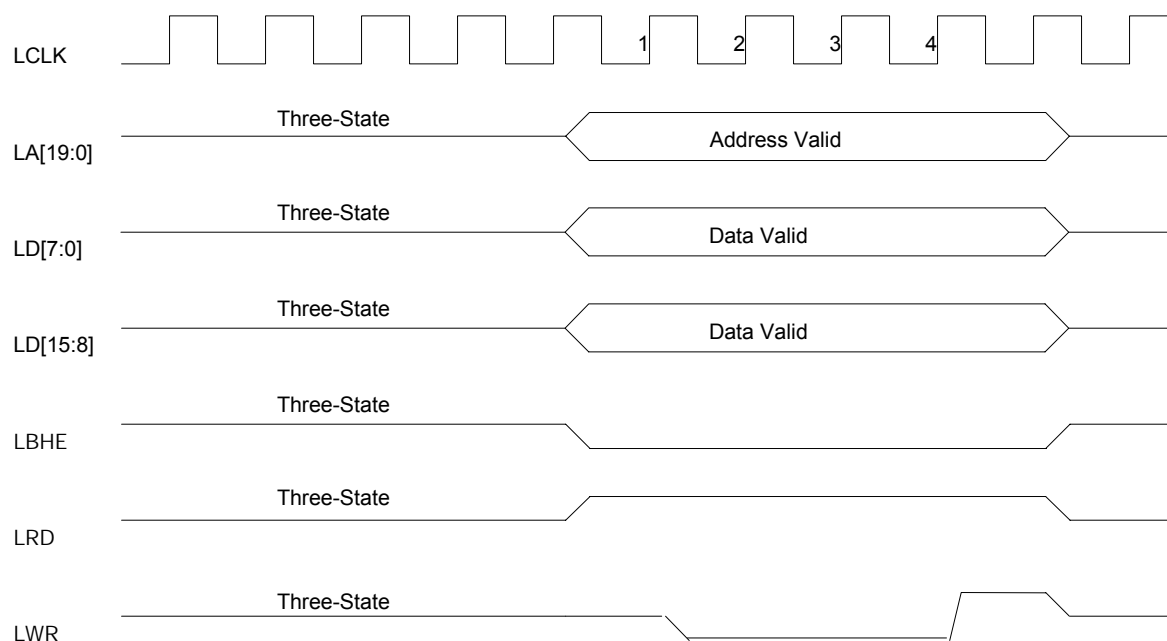 1 2 3 4
LCLK
Three-State
Address Valid
LA[19:0]
Three-State
Data Valid
LD[7:0]
Three-State
Data Valid
LD[15:8]
Three-State
LBHE
Three-State
LRD
Three-State
LWR